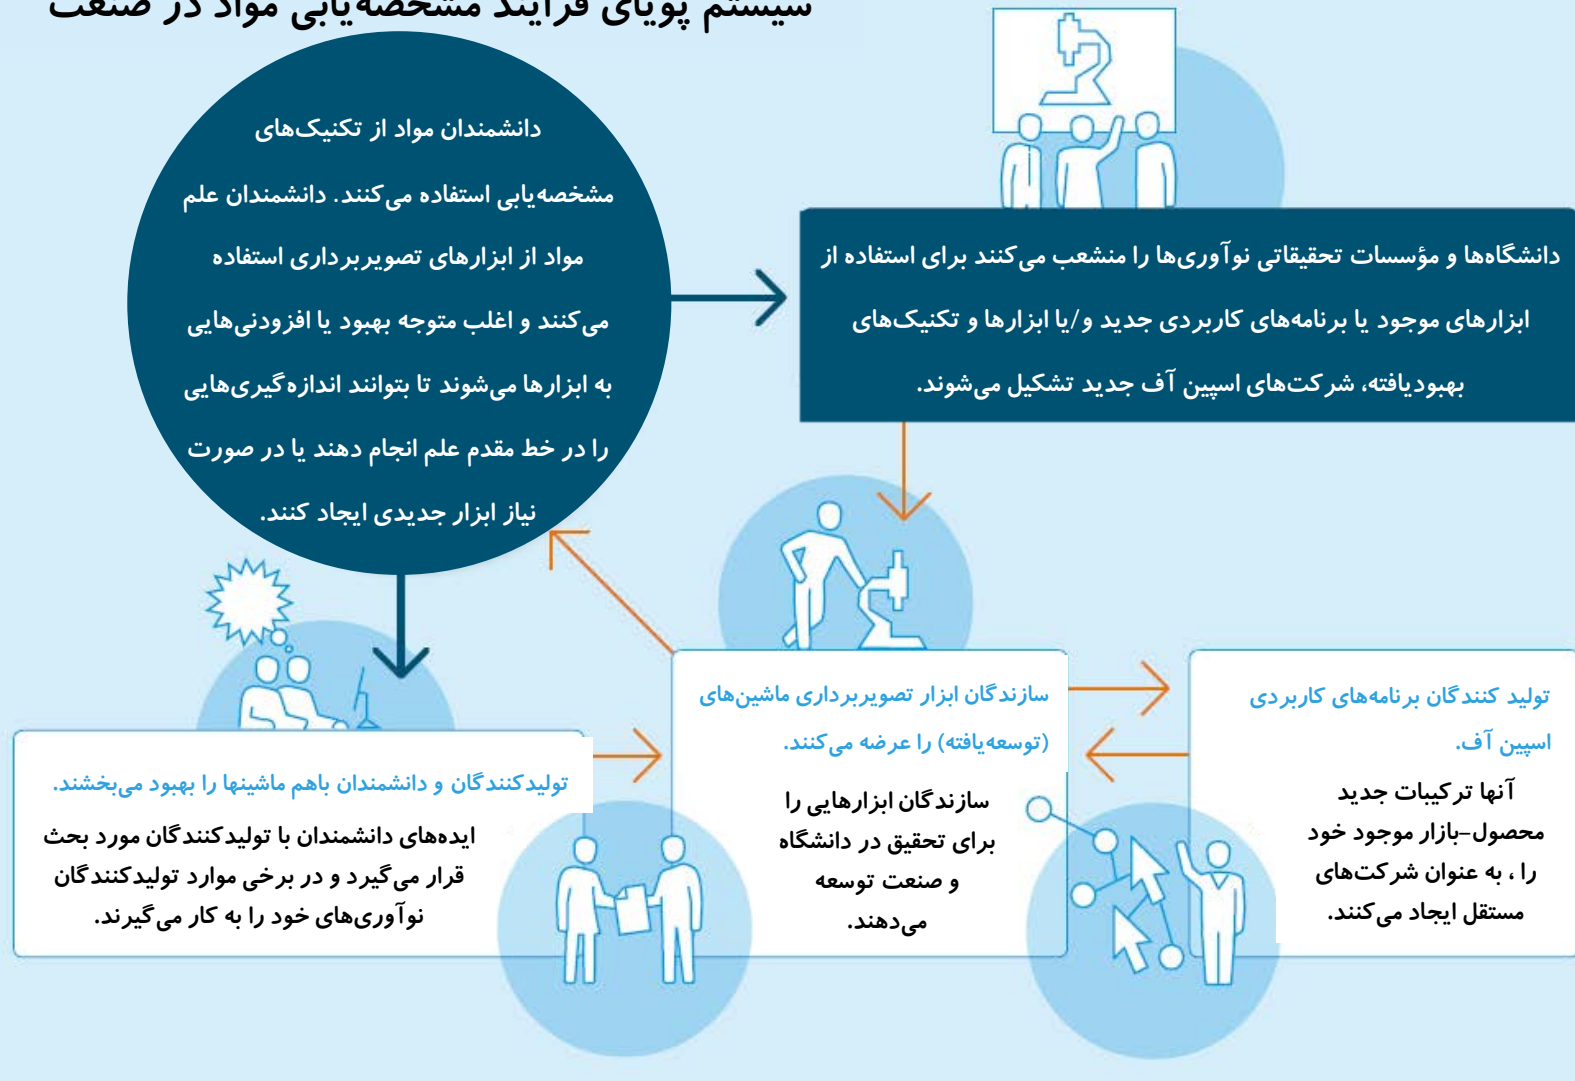 سیستم پویای فرآیند مشخصه‌یابی مواد در صنعت
دانشمندان مواد از تکنیک‌های
مشخصه‌یابی استفاده می‌کنند. دانشمندان علم
مواد از ابزارهای تصویربرداری استفاده
می‌کنند و اغلب متوجه بهبود یا افزودنی‌هایی
به ابزارها می‌شوند تا بتوانند اندازه‌گیری‌هایی
را در خط مقدم علم انجام دهند یا در صورت
نیاز ابزار جدیدی ایجاد کنند.
دانشگاه‌ها و مؤسسات تحقیقاتی نوآوری‌ها را منشعب می‌کنند برای استفاده از
ابزارهای موجود یا برنامه‌های کاربردی جدید و/یا ابزارها و تکنیک‌های
بهبودیافته، شرکت‌های اسپین آف جدید تشکیل می‌شوند.
تولید کنندگان برنامه‌های کاربردی
اسپین آف.
آنها ترکیبات جدید
محصول-بازار موجود خود
را ، به عنوان شرکت‌های
مستقل ایجاد می‌کنند.
سازندگان ابزار تصویربرداری ماشین‌های
(توسعه‌یافته) را عرضه می‌کنند.
سازندگان ابزارهایی را
برای تحقیق در دانشگاه
و صنعت توسعه
می‌دهند.
تولیدکنندگان و دانشمندان باهم ماشینها را بهبود می‌بخشند.
ایده‌های دانشمندان با تولیدکنندگان مورد بحث
قرار می‌گیرد و در برخی موارد تولیدکنندگان
نوآوری‌های خود را به کار می‌گیرند.